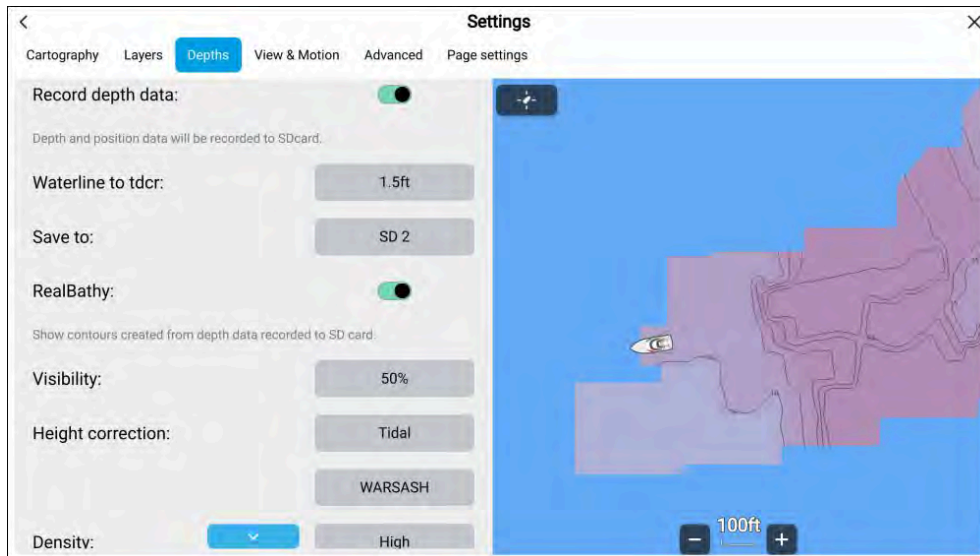 Settings
Cartography Layers Depths View & Motion Advanced Page settings
Record depth data:
Depth and position data will be recorded to SDcard.
Waterline to tdcr: 1.5ft
Save to: SD 2
RealBathy:
Show contours created from depth data recorded to SD card
Visibility: 50%
Height correction: Tidal
WARSASH
Density: High
100ft